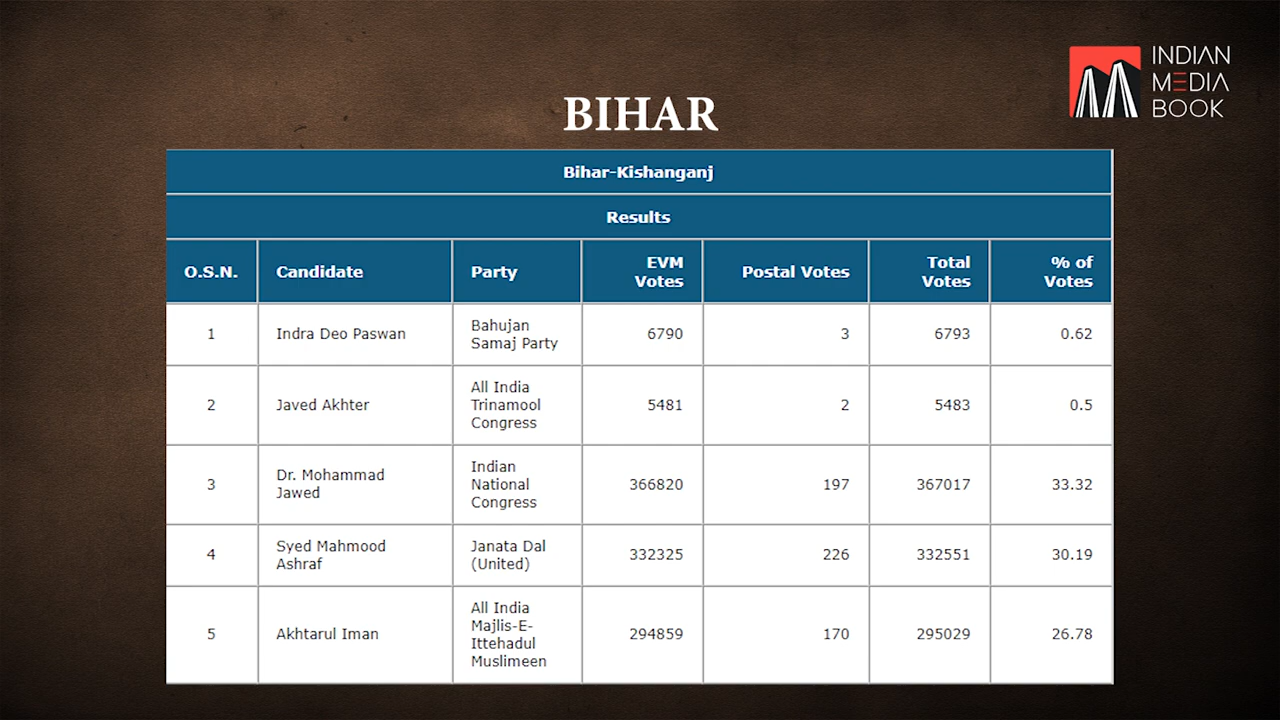 INDIAN
MEDIA
BOOK
BIHAR
Bihar-Kishanganj
Results
O.S.N. Candidate Party EVM Votes Postal Votes Total Votes % of Votes
1 Indra Deo Paswan Bahujan Samaj Party 6790 3 6793 0.62
2 Javed Akhter All India Trinamool Congress 5481 2 5483 0.5
3 Dr. Mohammad Jawed Indian National Congress 366820 197 367017 33.32
4 Syed Mahmood Ashraf Janata Dal (United) 332325 226 332551 30.19
5 Akhtarul Iman All India Majlis-E-Ittehadul Muslimeen 294859 170 295029 26.78